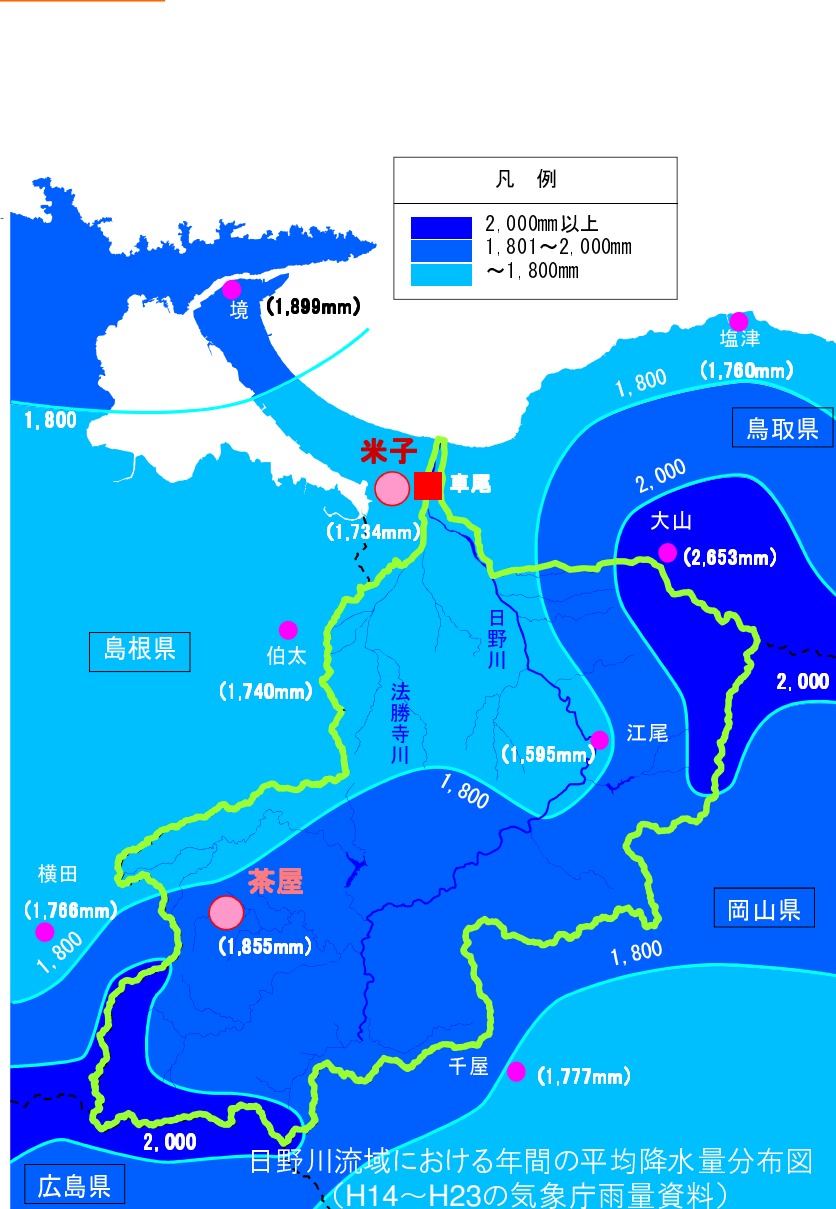 凡　例
2,000mm以上
1,801～2,000mm
～1,800mm
境
(1,899mm)
塩津
(1,760mm)
1,800
1,800
鳥取県
米子
車尾
2,000
(1,734mm)
大山
(2,653mm)
日野川
島根県
伯太
(1,740mm)
法勝寺川
2,000
江尾
(1,595mm)
1,800
横田
(1,766mm)
1,800
茶屋
(1,855mm)
岡山県
1,800
千屋
(1,777mm)
2,000
広島県
日野川流域における年間の平均降水量分布図
（H14～H23の気象庁雨量資料）